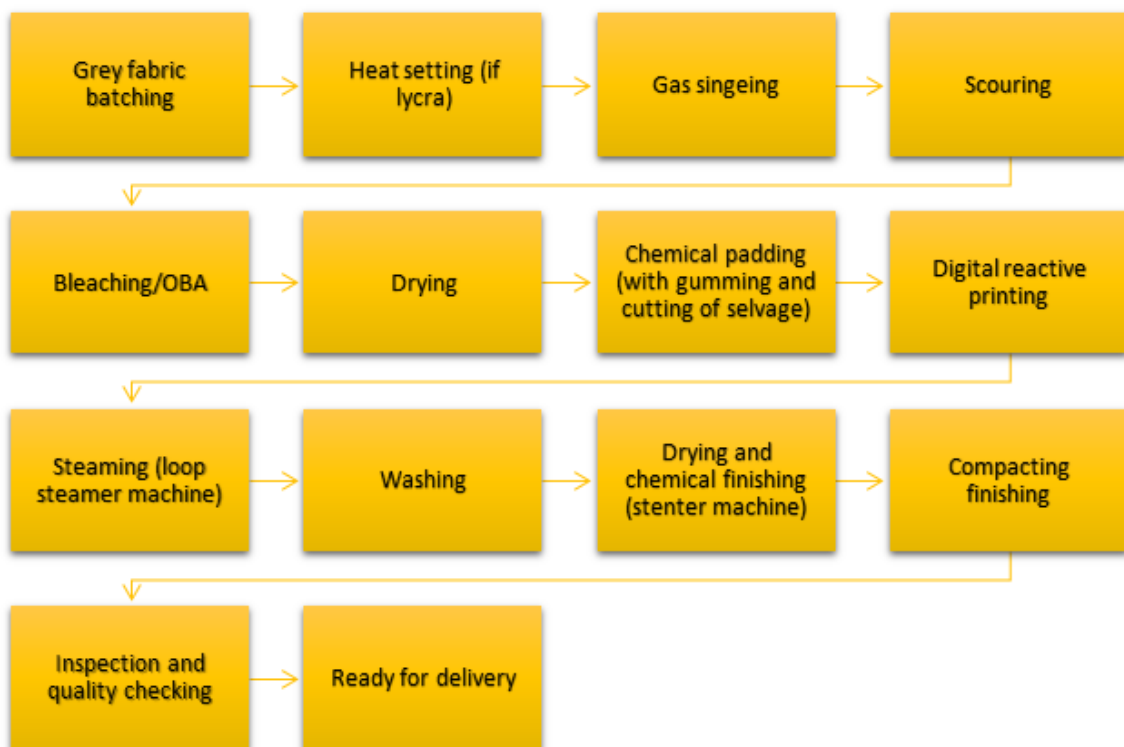 Grey fabric
batching
Heat setting (if
lycra)
Gas singeing
Scouring
Bleaching/OBA
Drying
Chemical padding
(with gumming and
cutting of selvage)
Digital reactive
printing
Steaming (loop
steamer machine)
Washing
Drying and
chemical finishing
(stenter machine)
Compacting
finishing
Inspection and
quality checking
Ready for delivery